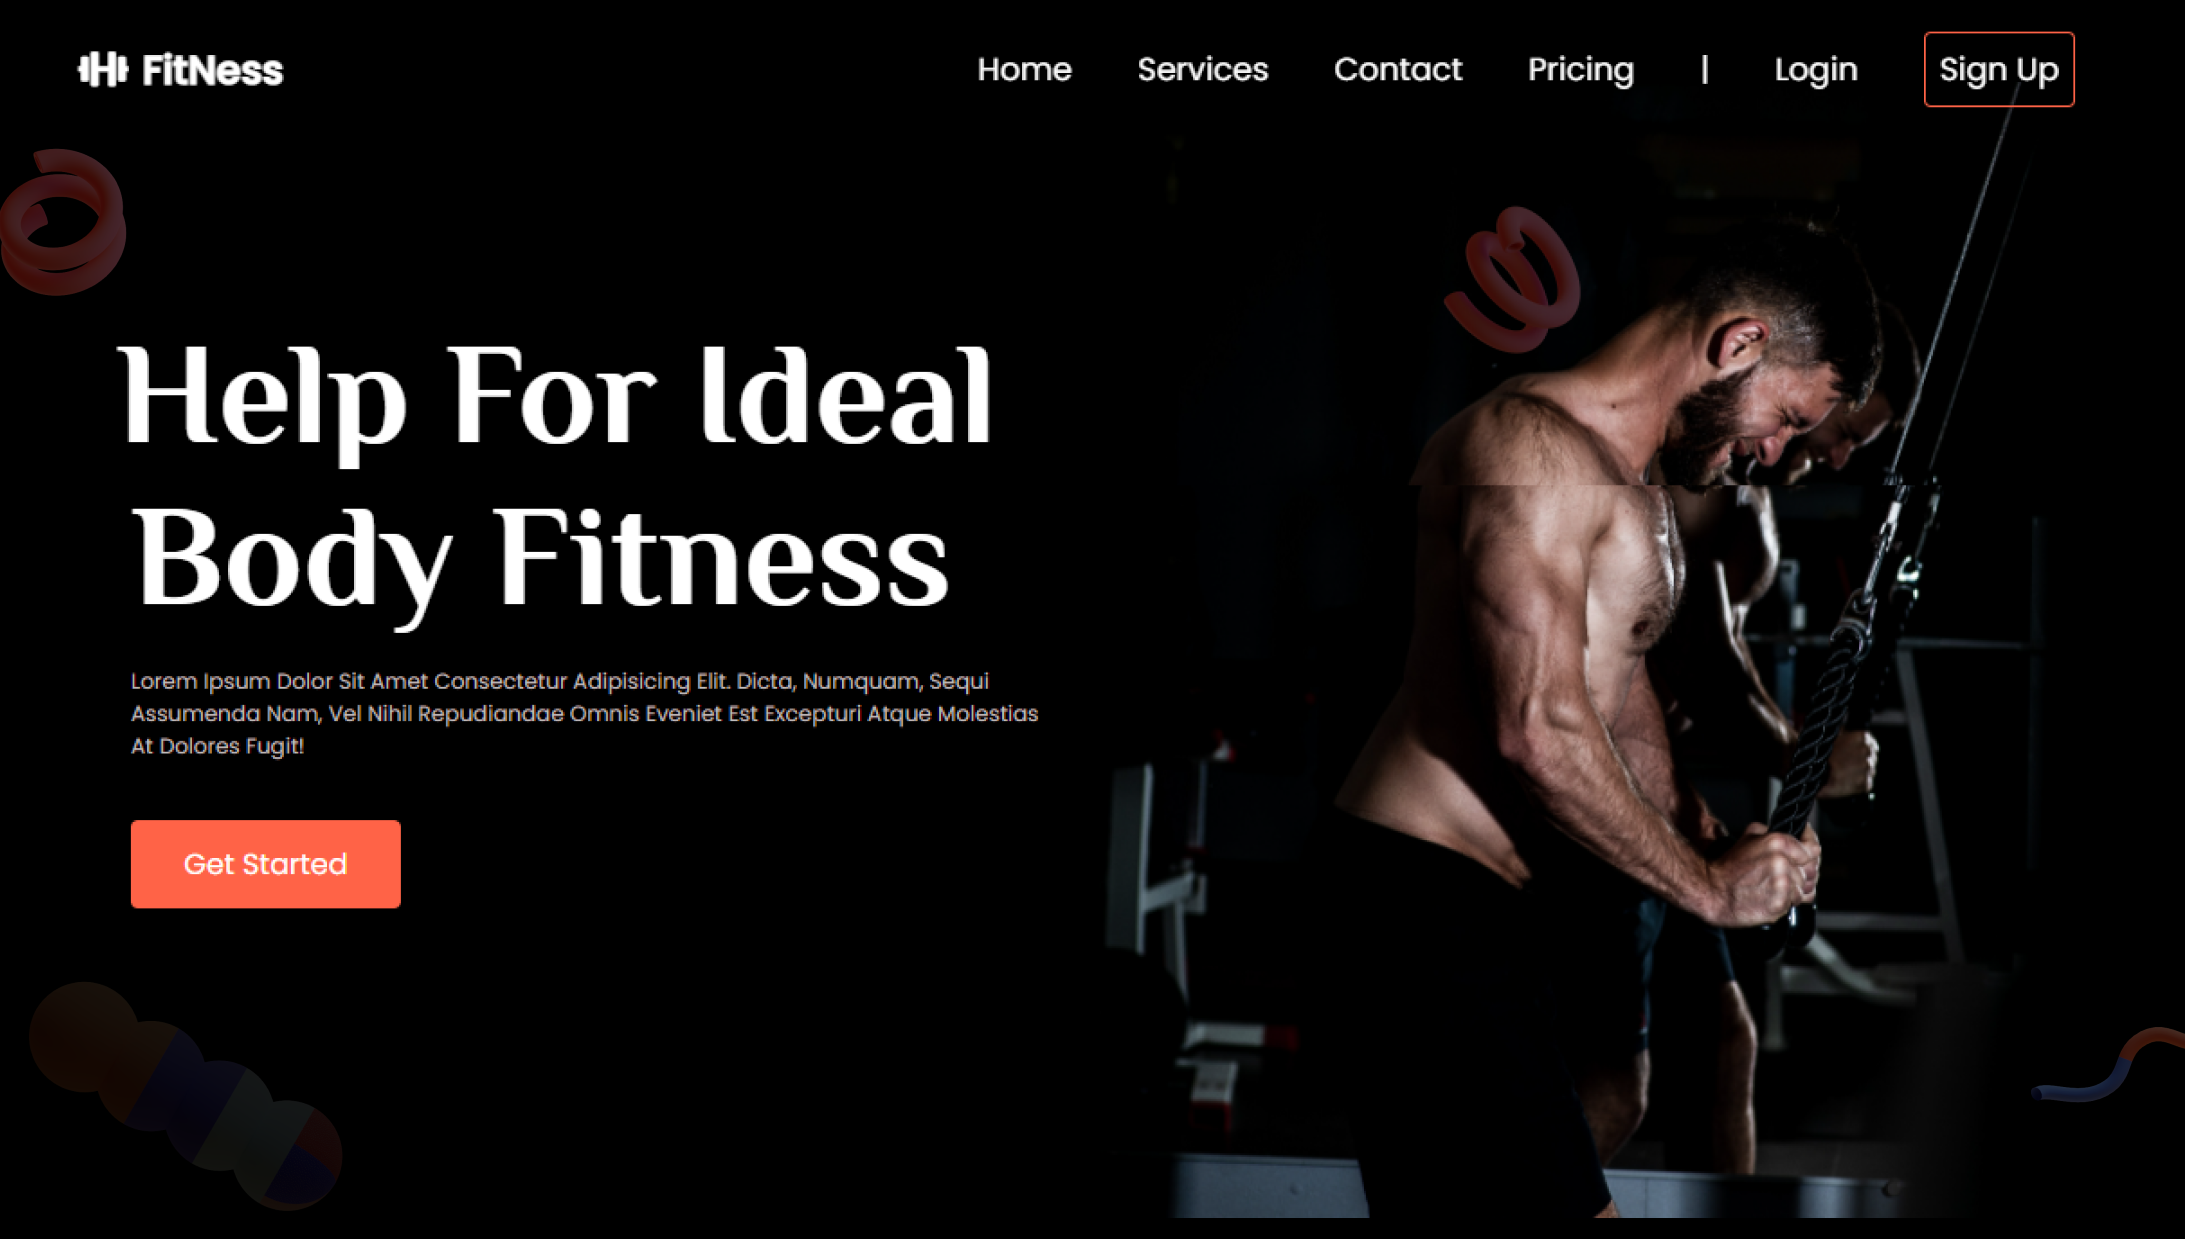 FitNess
Home Services Contact Pricing | Login Sign Up
Help For Ideal
Body Fitness
Lorem Ipsum Dolor Sit Amet Consectetur Adipisicing Elit. Dicta, Numquam, Sequi
Assumenda Nam, Vel Nihil Repudiandae Omnis Eveniet Est Excepturi Atque Molestias
At Dolores Fugit!
Get Started